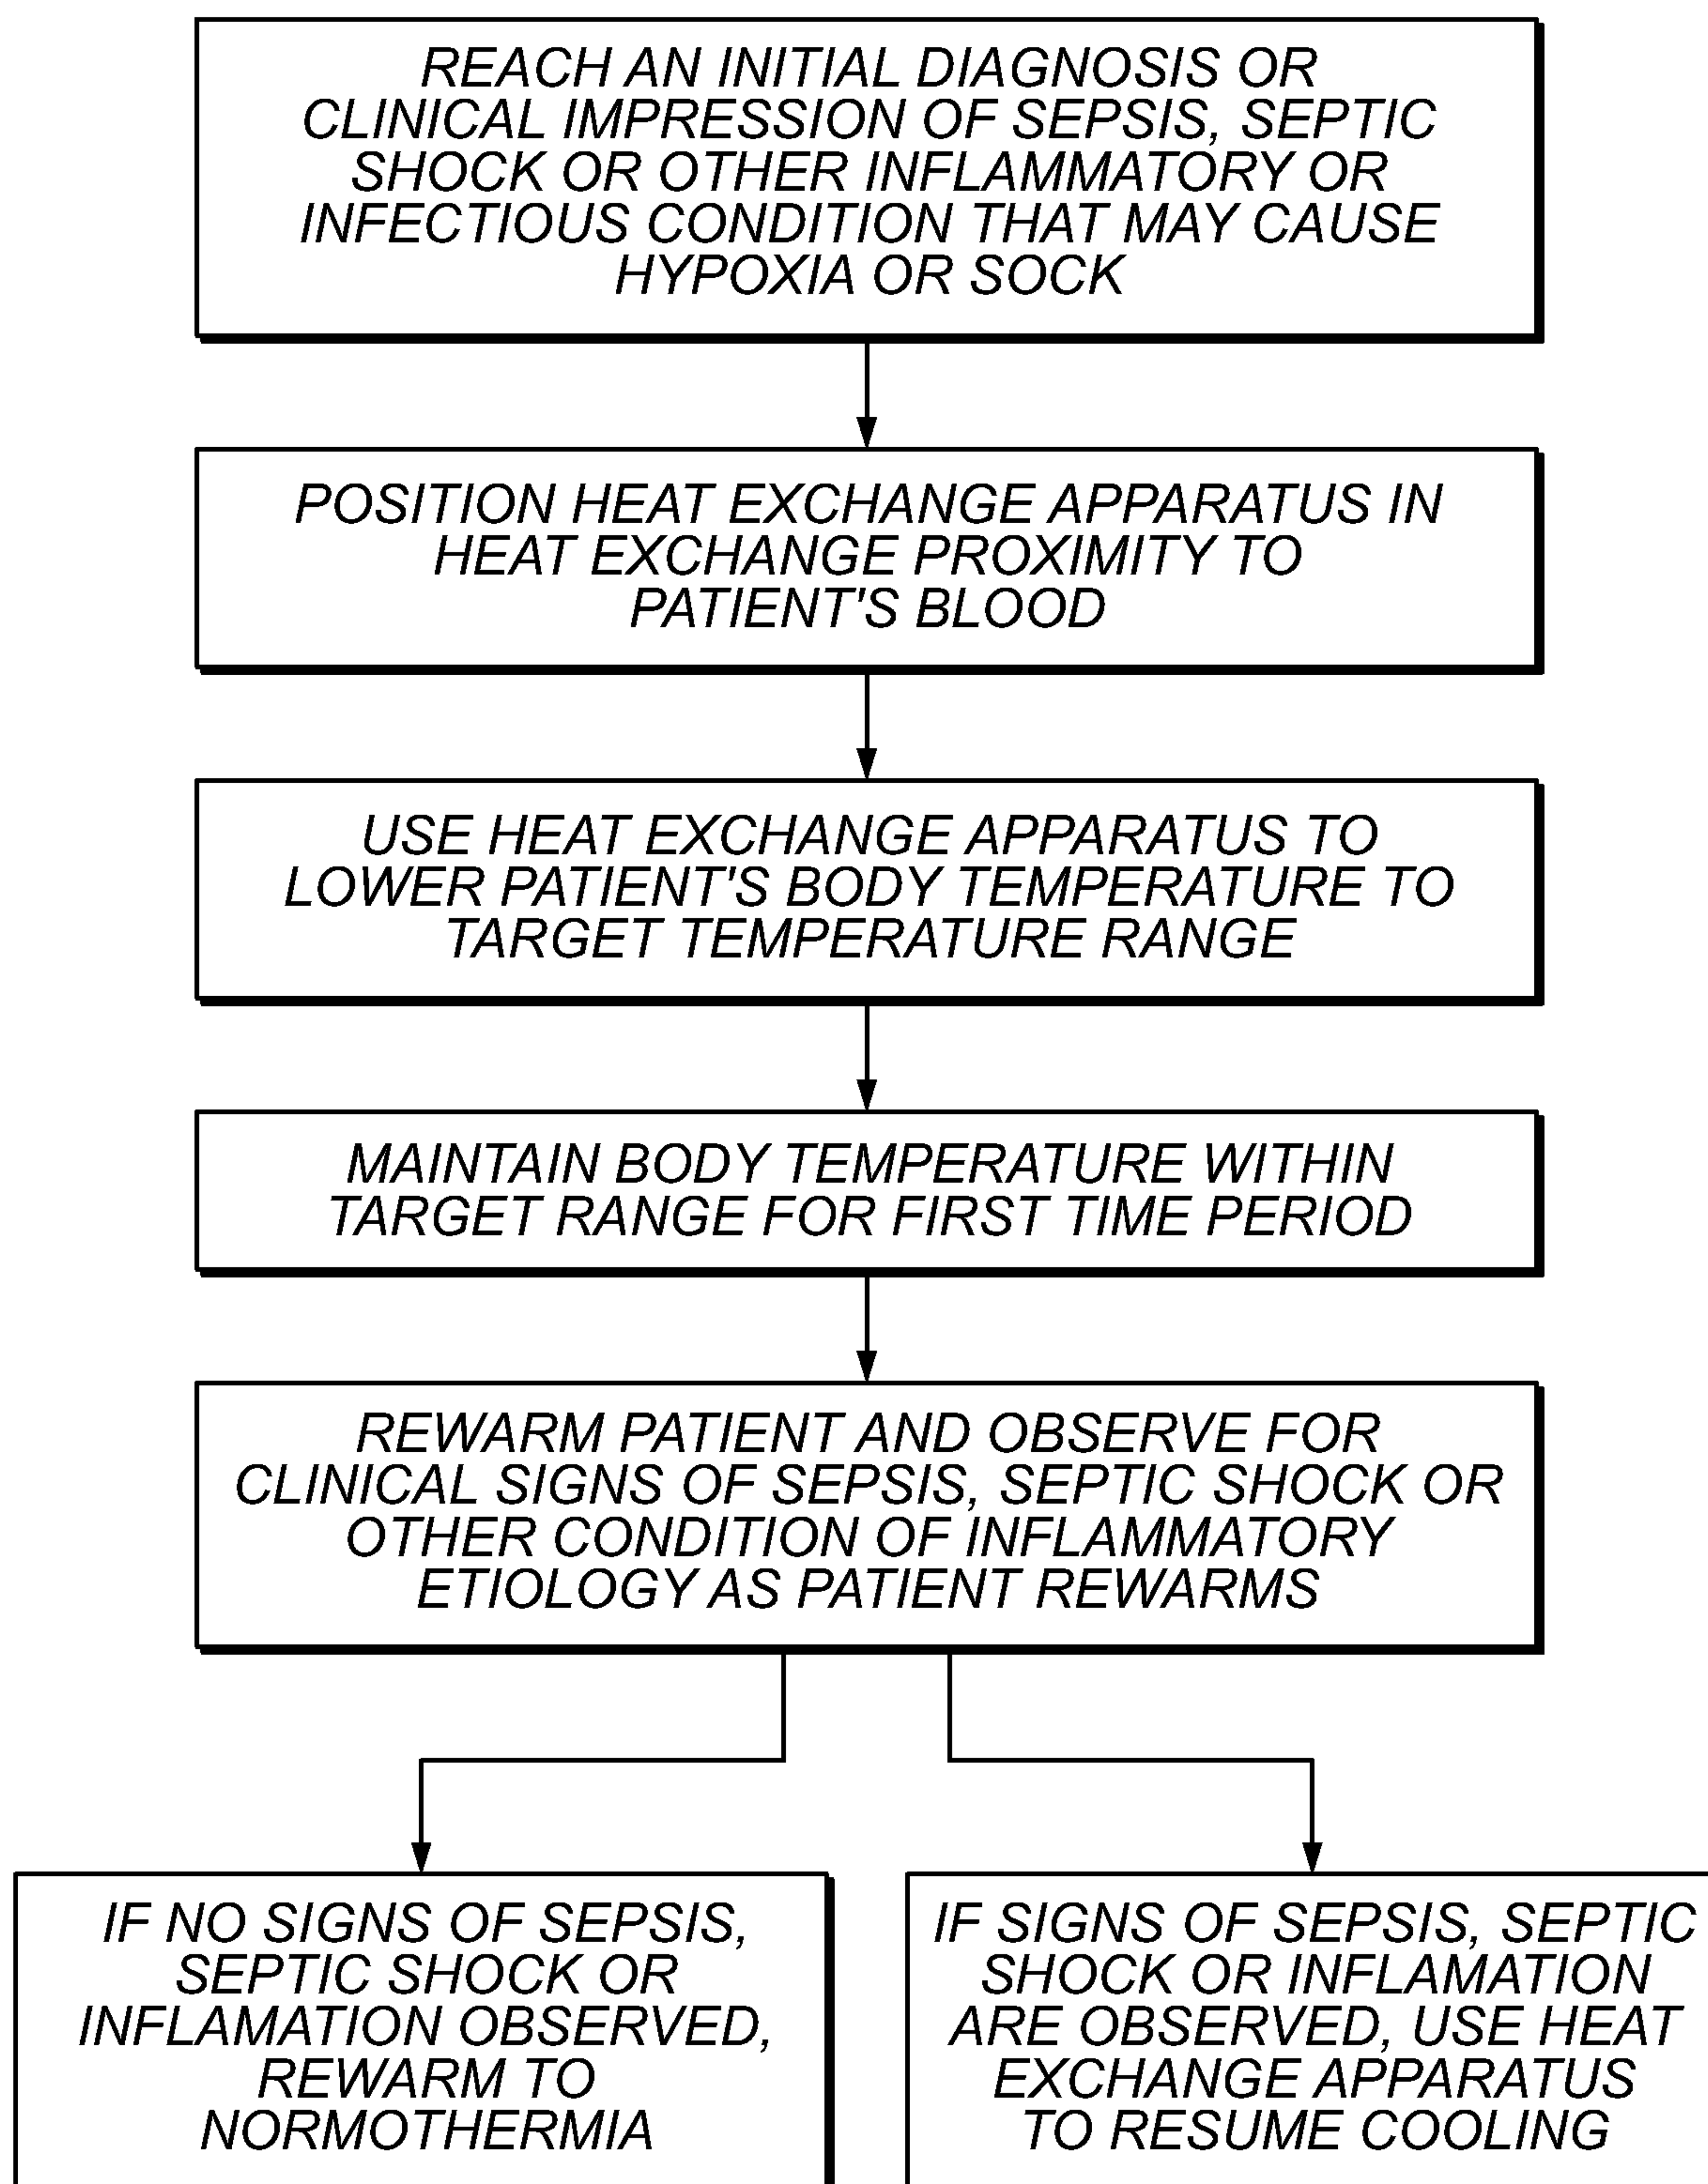 REACH AN INITIAL DIAGNOSIS OR
CLINICAL IMPRESSION OF SEPSIS, SEPTIC
SHOCK OR OTHER INFLAMMATORY OR
INFECTIOUS CONDITION THAT MAY CAUSE
HYPOXIA OR SOCK
POSITION HEAT EXCHANGE APPARATUS IN
HEAT EXCHANGE PROXIMITY TO
PATIENT'S BLOOD
USE HEAT EXCHANGE APPARATUS TO
LOWER PATIENT'S BODY TEMPERATURE TO
TARGET TEMPERATURE RANGE
MAINTAIN BODY TEMPERATURE WITHIN
TARGET RANGE FOR FIRST TIME PERIOD
REWARM PATIENT AND OBSERVE FOR
CLINICAL SIGNS OF SEPSIS, SEPTIC SHOCK OR
OTHER CONDITION OF INFLAMMATORY
ETIOLOGY AS PATIENT REWARMS
IF NO SIGNS OF SEPSIS,
SEPTIC SHOCK OR
INFLAMATION OBSERVED,
REWARM TO
NORMOTHERMIA
IF SIGNS OF SEPSIS, SEPTIC
SHOCK OR INFLAMATION
ARE OBSERVED, USE HEAT
EXCHANGE APPARATUS
TO RESUME COOLING